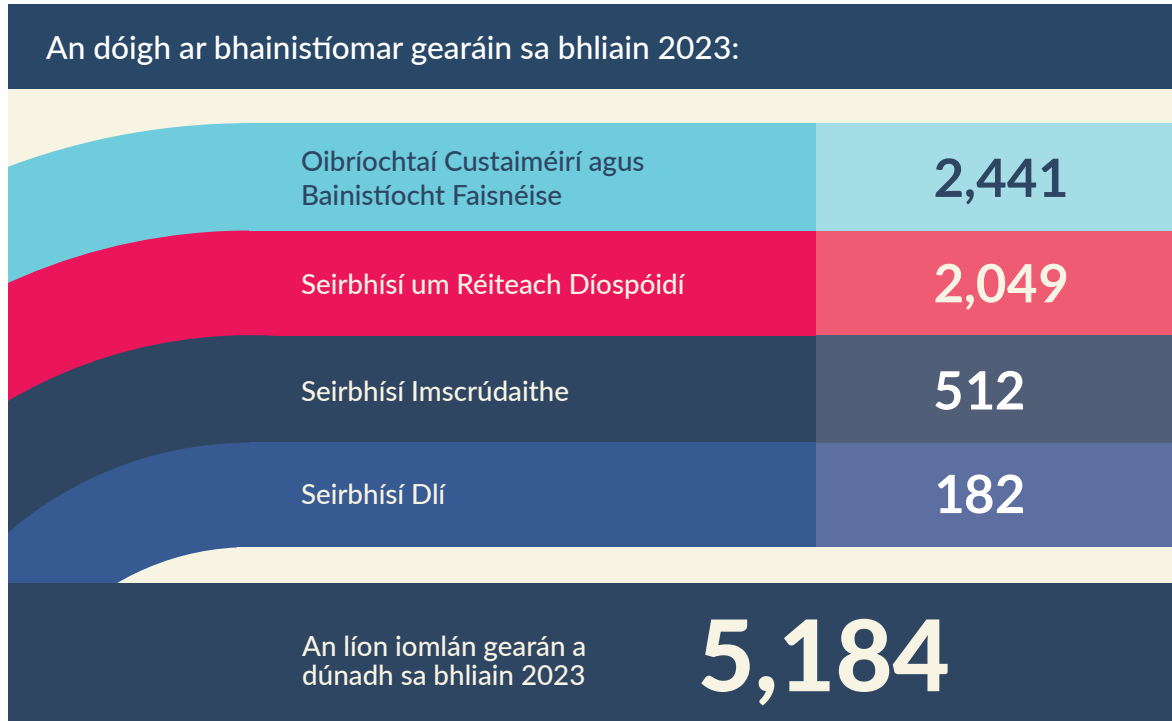 An dóigh ar bhainistíomar gearáin sa bhliain 2023:
Oibríochtaí Custaiméirí agus
Bainistíocht Faisnéise
2,441
Seirbhísí um Réiteach Díospóidí
2,049
Seirbhísí Imscrúdaithe
512
Seirbhísí Dlí
182
An líon iomlán gearán a
dúnadh sa bhliain 2023
5,184